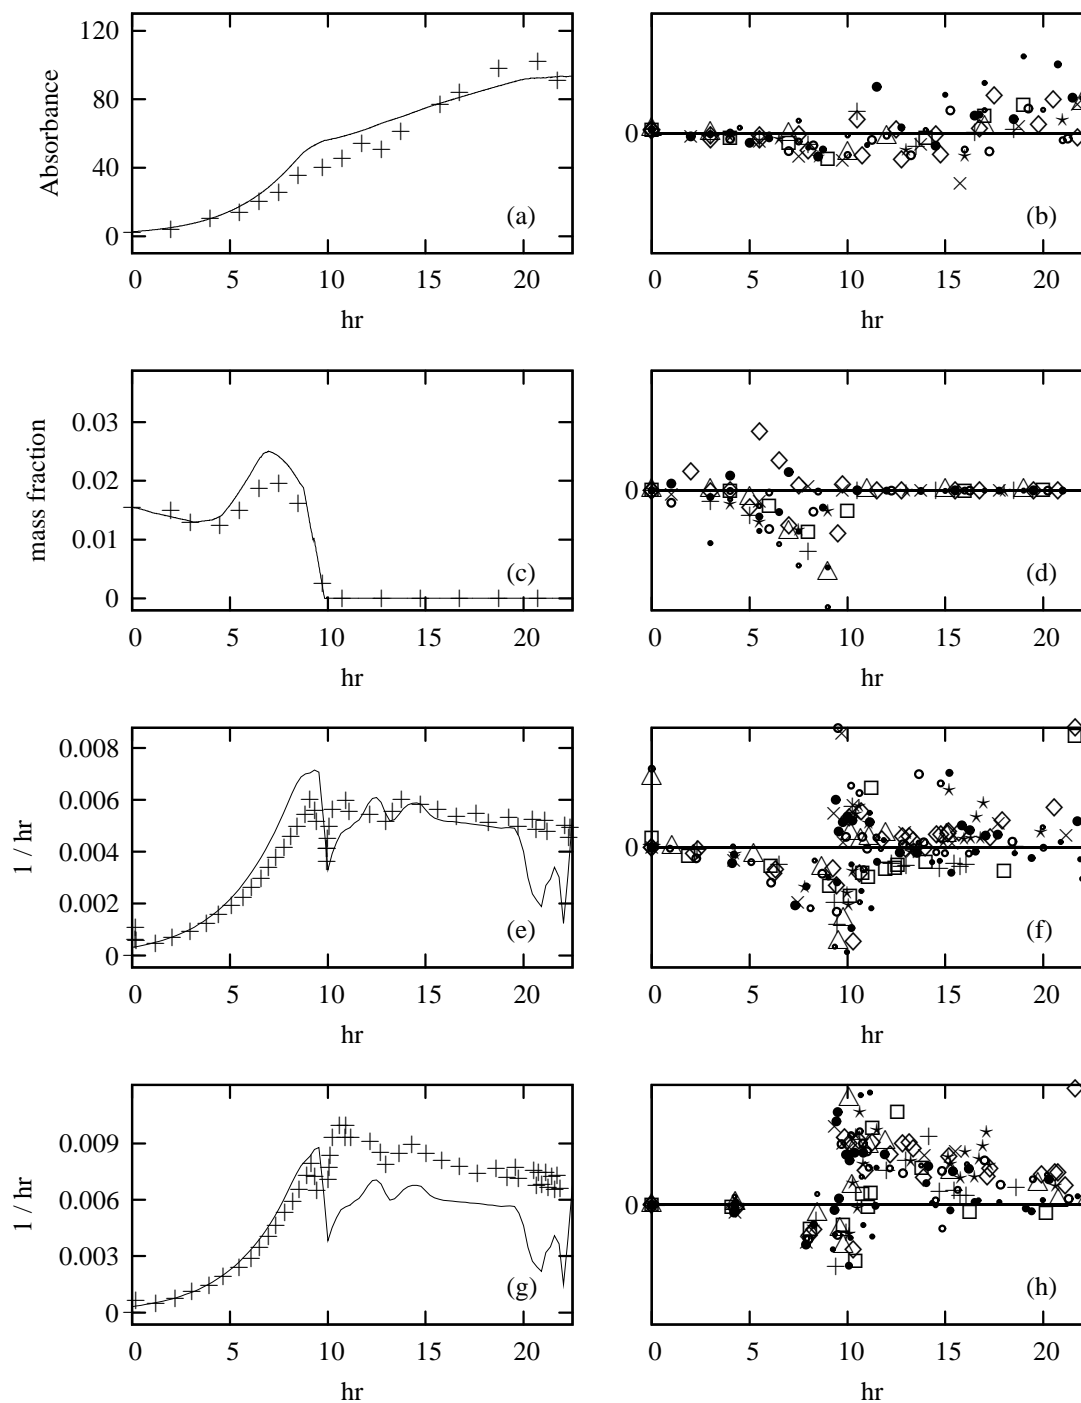 120
80
40
0
Absorbance
(a)
0 5 10 15 20
hr
0
(b)
0 5 10 15 20
hr
0.03
0.02
0.01
0
mass fraction
(c)
0 5 10 15 20
hr
0
(d)
0 5 10 15 20
hr
0.008
0.006
0.004
0.002
0
1 / hr
(e)
0 5 10 15 20
hr
0
(f)
0 5 10 15 20
hr
0.009
0.006
0.003
0
1 / hr
(g)
0 5 10 15 20
hr
0
(h)
0 5 10 15 20
hr